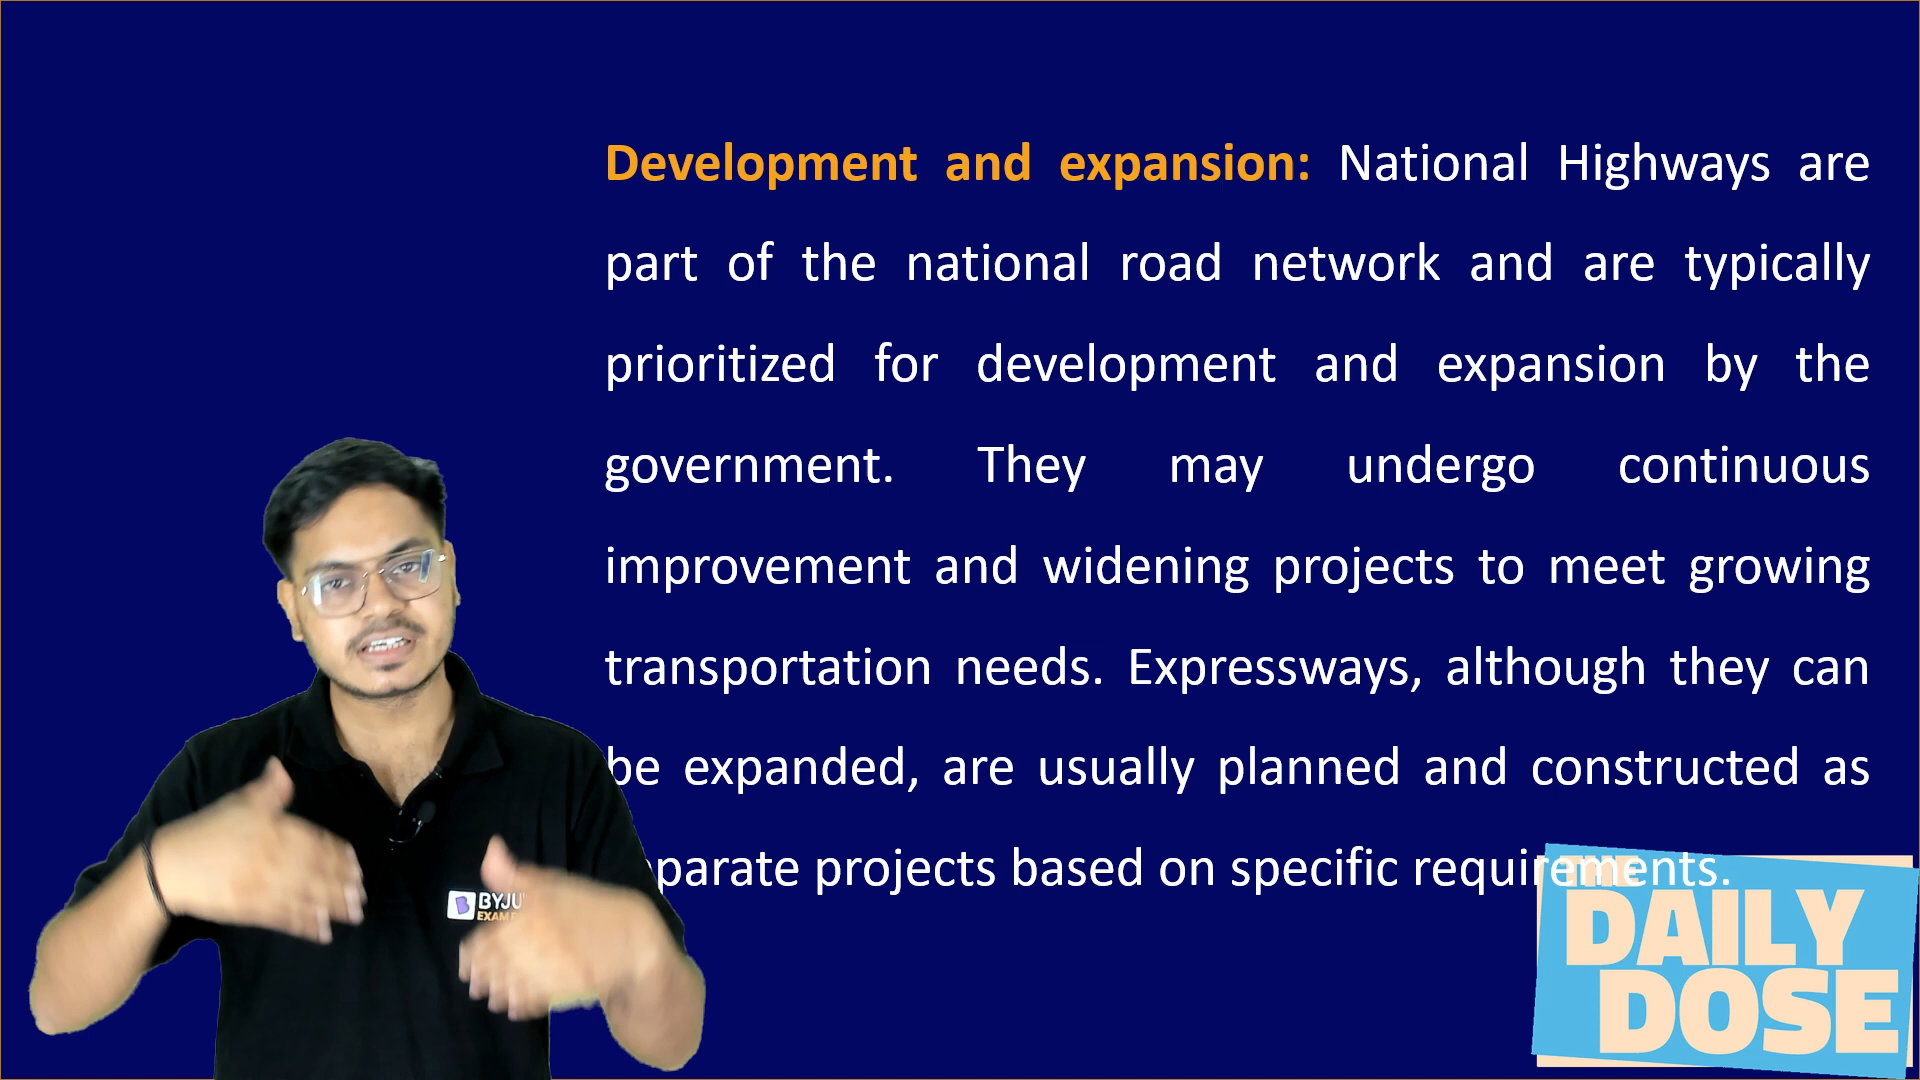 Development and expansion: National Highways are
part of the national road network and are typically
prioritized for development and expansion by the
government. They may undergo continuous
improvement and widening projects to meet growing
transportation needs. Expressways, although they can
be expanded, are usually planned and constructed as
parate projects based on specific requirements.
BYJU'
EXAM
THE
DAILY
DOSE